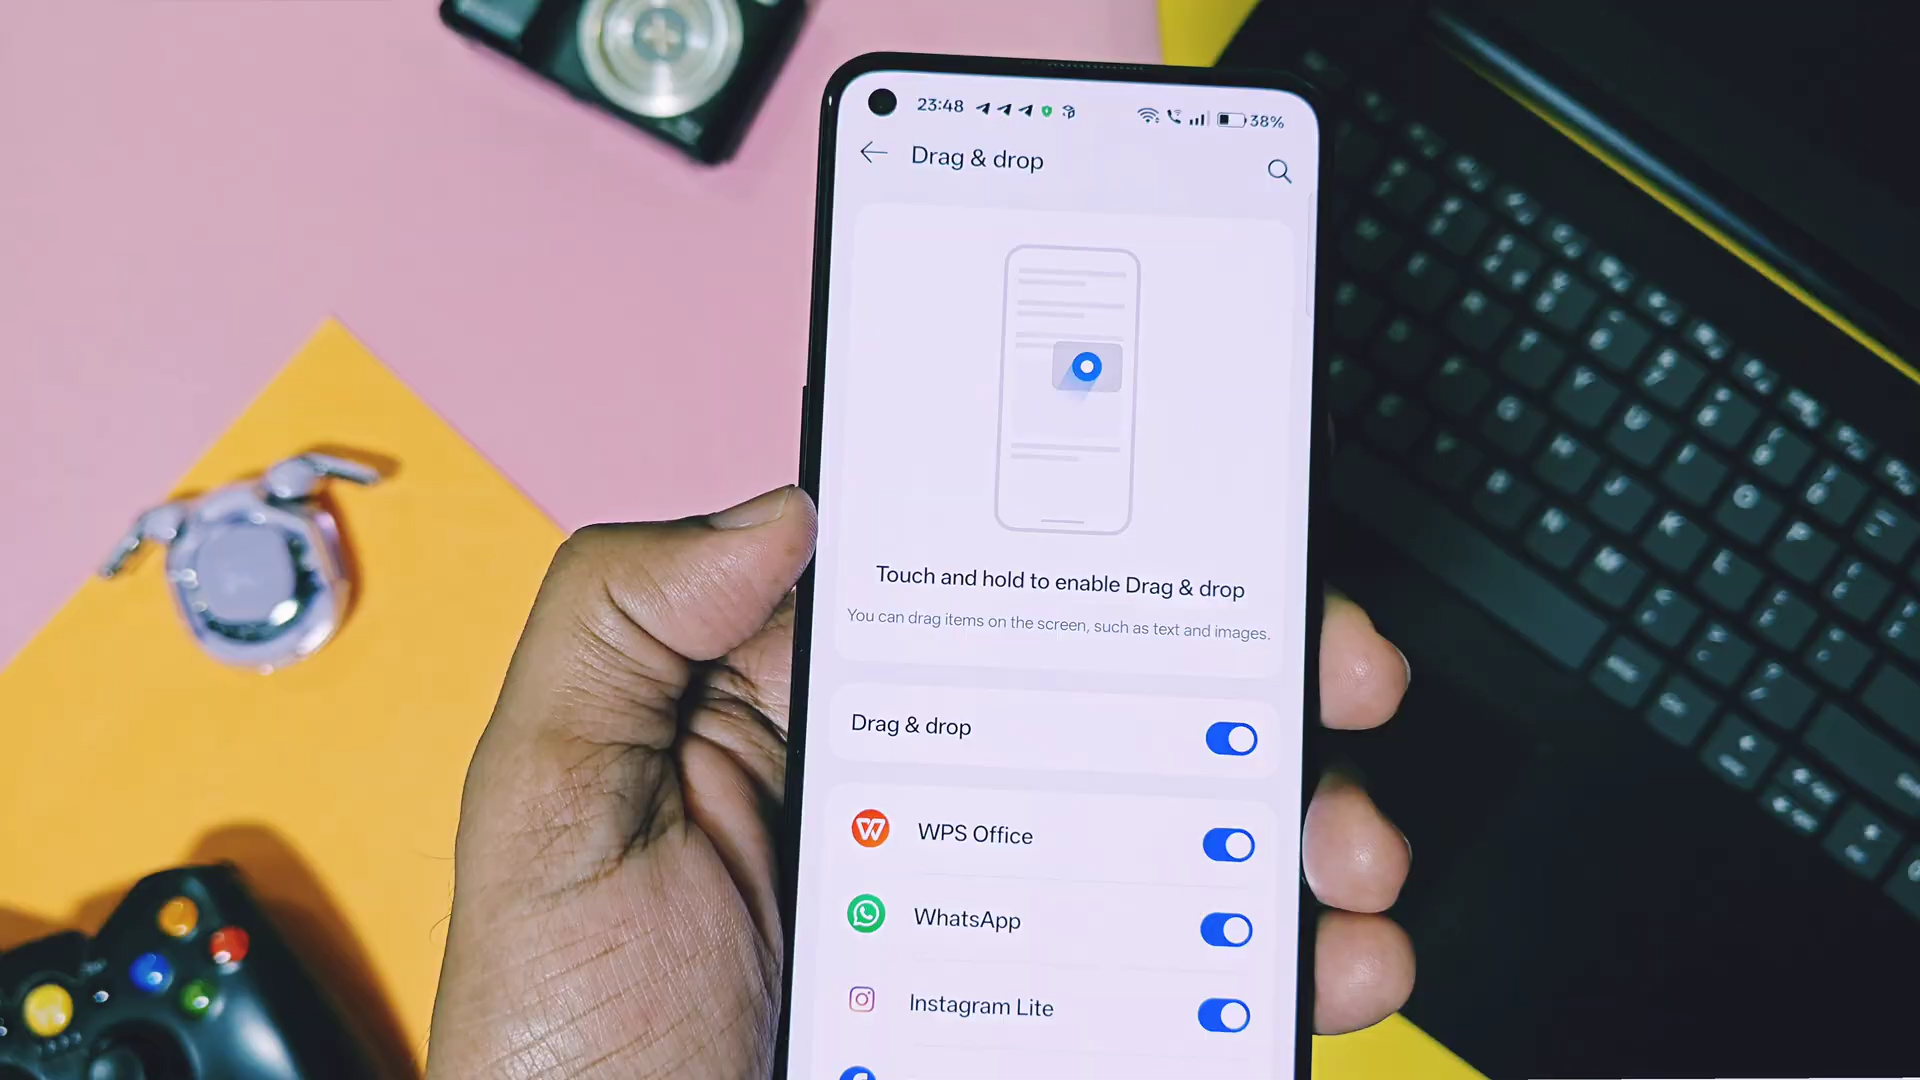 23:48 38%
Drag & drop
Touch and hold to enable Drag & drop
You can drag items on the screen, such as text and images.
Drag & drop
WPS Office
WhatsApp
Instagram Lite